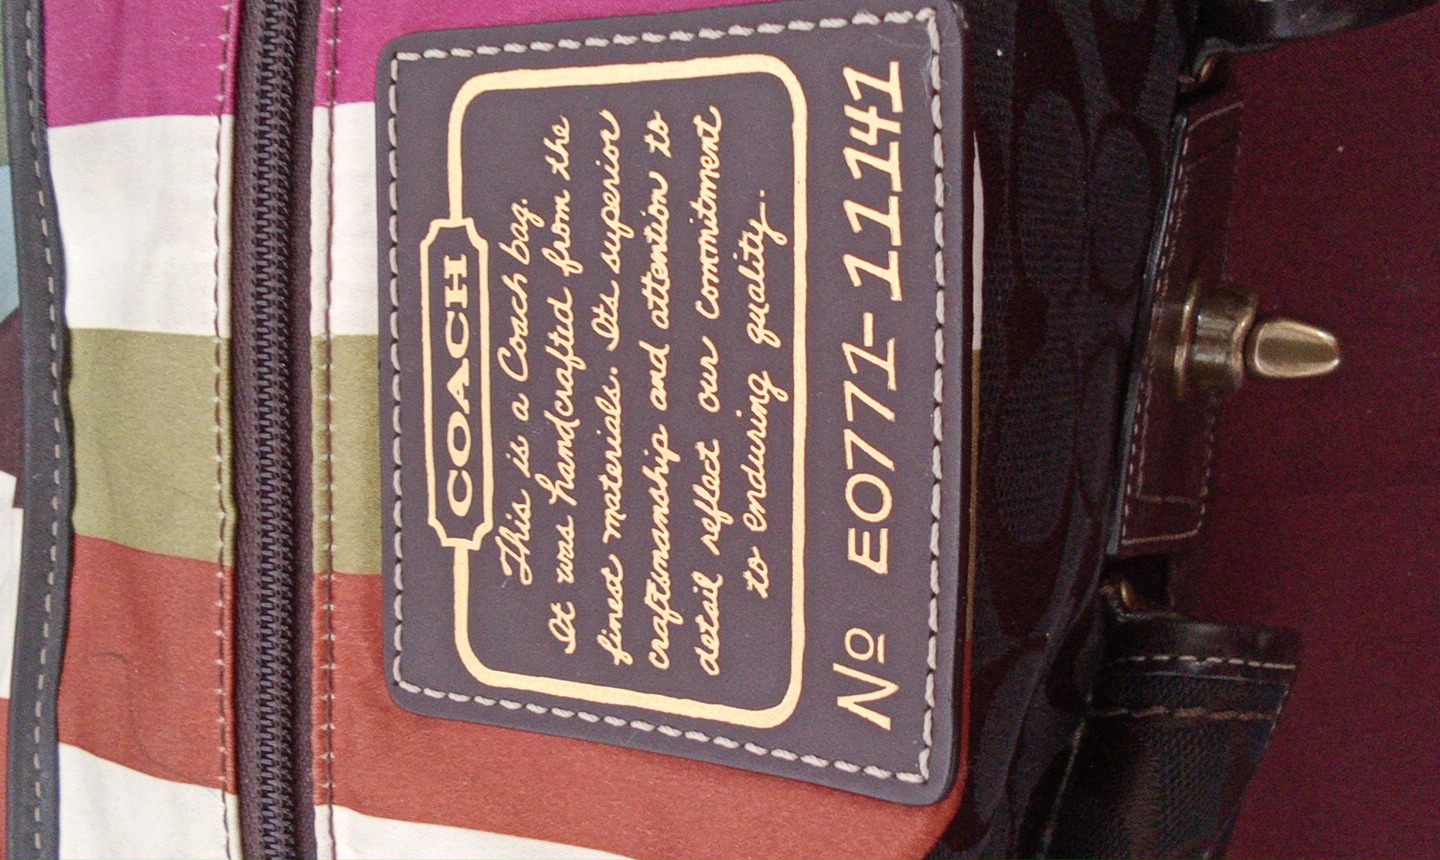 COACH
This is a Coach bag.
It was handcrafted from the
finest materials. Its superior
craftsmanship and attention to
detail reflect our commitment
to enduring quality.
No E0771-11141